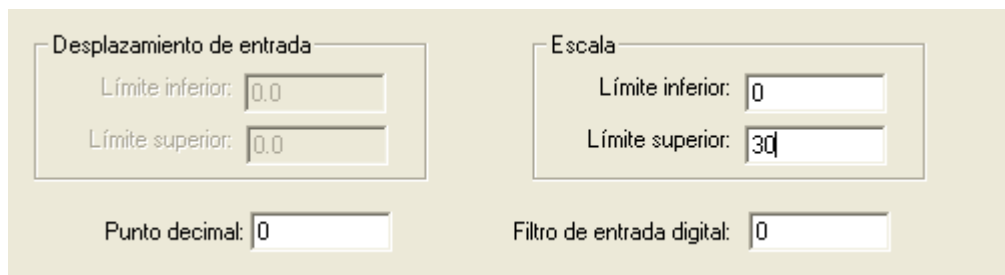 Desplazamiento de entrada
Límite inferior: 0.0
Límite superior: 0.0
Escala
Límite inferior: 0
Límite superior: 30
Punto decimal: 0
Filtro de entrada digital: 0